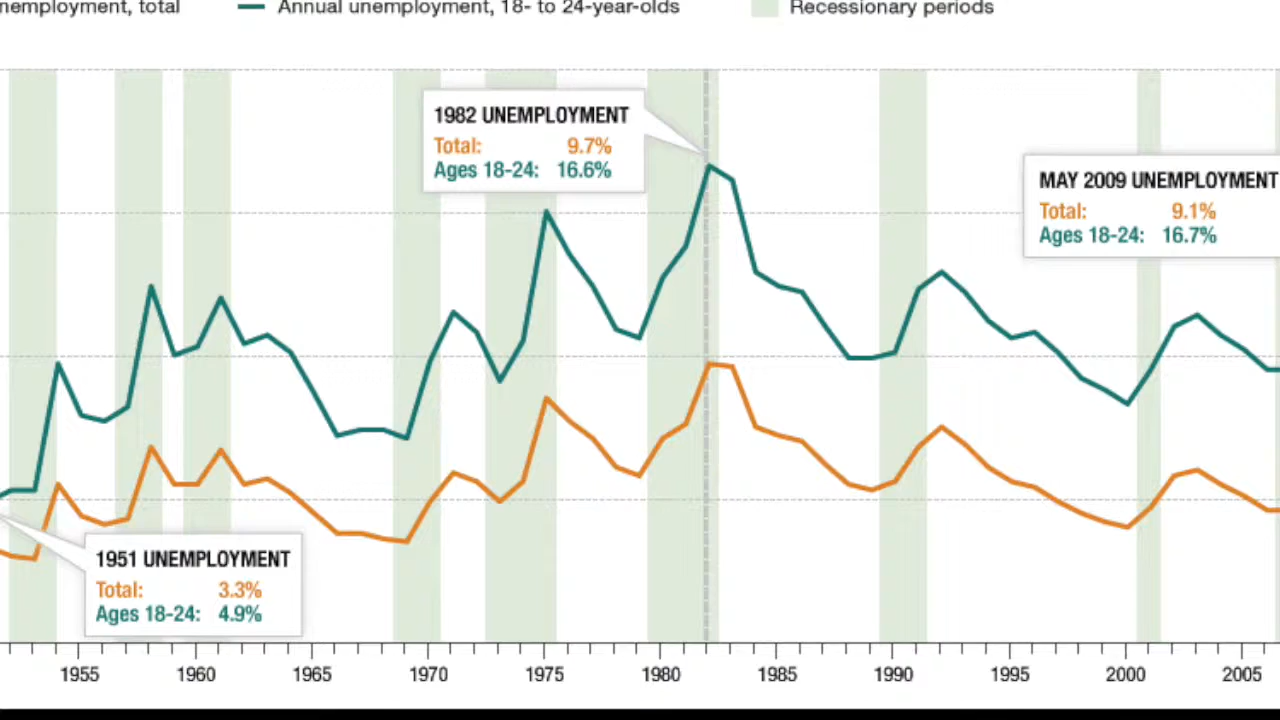 nemployment, total
Annual unemployment, 18- to 24-year-olds
Recessionary periods
1982 UNEMPLOYMENT
Total: 9.7%
Ages 18-24: 16.6%
MAY 2009 UNEMPLOYMENT
Total: 9.1%
Ages 18-24: 16.7%
1951 UNEMPLOYMENT
Total: 3.3%
Ages 18-24: 4.9%
1955 1960 1965 1970 1975 1980 1985 1990 1995 2000 2005